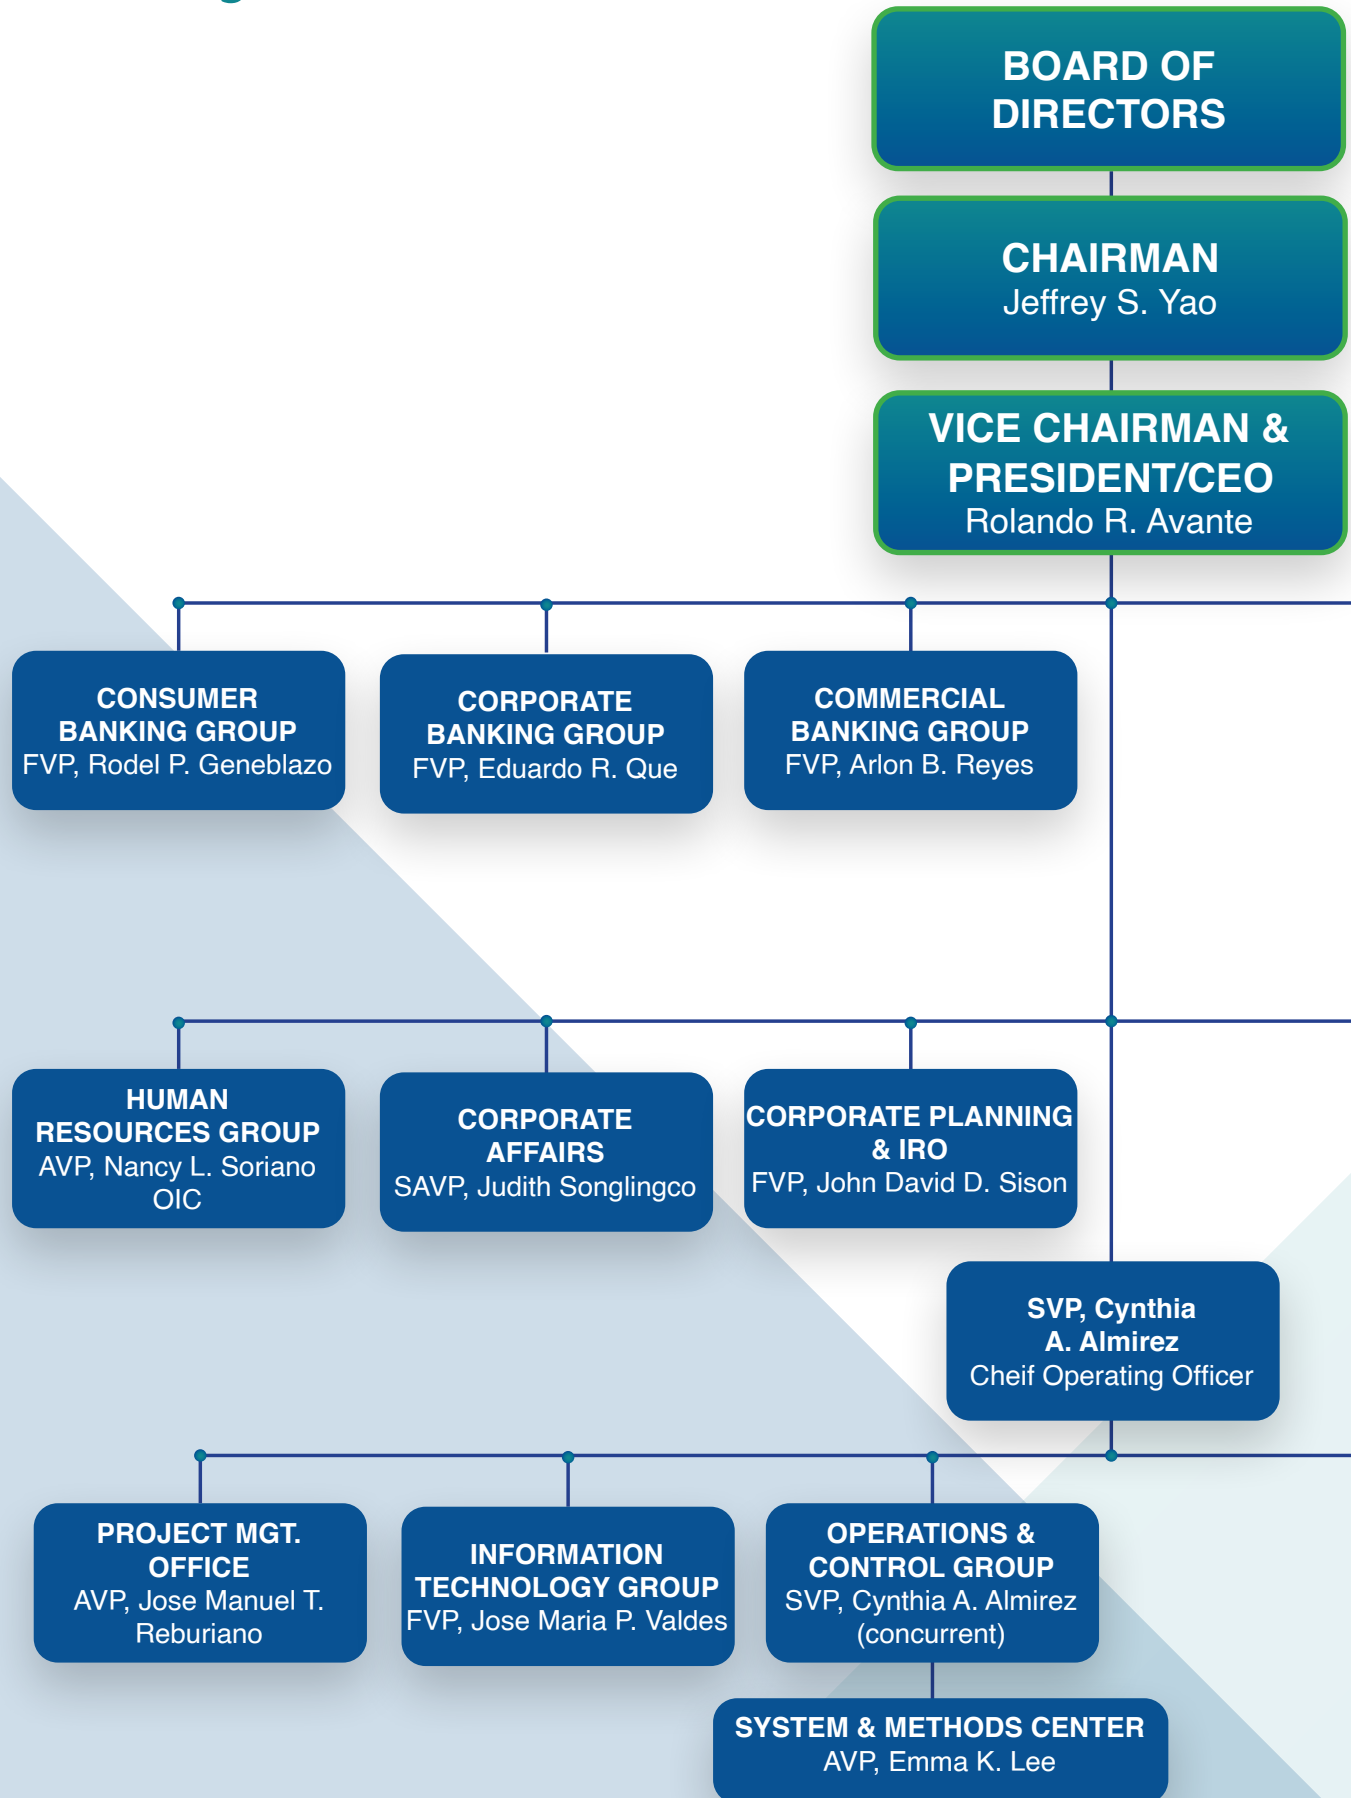 BOARD OF
DIRECTORS
CHAIRMAN
Jeffrey S. Yao
VICE CHAIRMAN &
PRESIDENT/CEO
Rolando R. Avante
CONSUMER
BANKING GROUP
FVP, Rodel P. Geneblazo
CORPORATE
BANKING GROUP
FVP, Eduardo R. Que
COMMERCIAL
BANKING GROUP
FVP, Arlon B. Reyes
HUMAN
RESOURCES GROUP
AVP, Nancy L. Soriano
OIC
CORPORATE
AFFAIRS
SAVP, Judith Songlingco
CORPORATE PLANNING
& IRO
FVP, John David D. Sison
SVP, Cynthia
A. Almirez
Cheif Operating Officer
PROJECT MGT.
OFFICE
AVP, Jose Manuel T.
Reburiano
INFORMATION
TECHNOLOGY GROUP
FVP, Jose Maria P. Valdes
OPERATIONS &
CONTROL GROUP
SVP, Cynthia A. Almirez
(concurrent)
SYSTEM & METHODS CENTER
AVP, Emma K. Lee